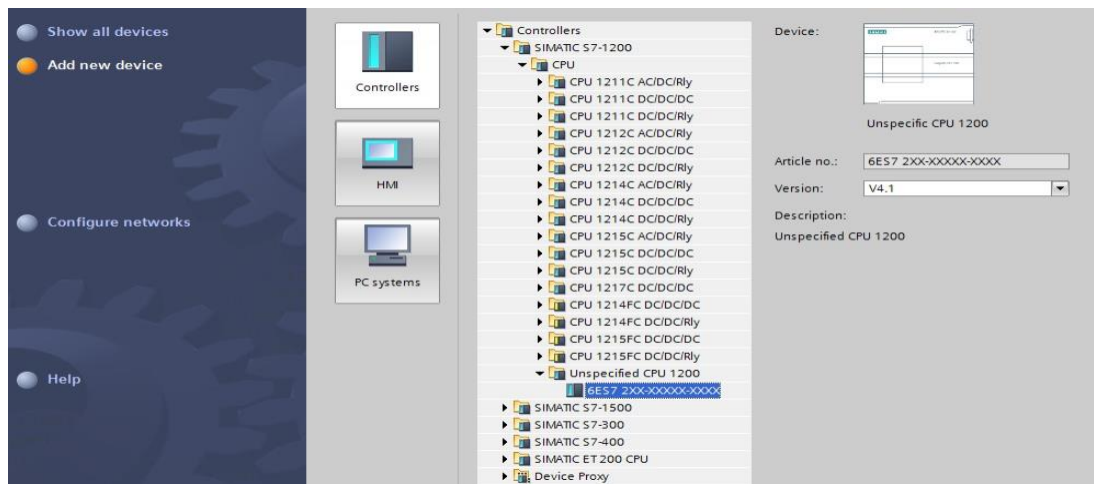 Show all devices
Add new device
Configure networks
Help
Controllers
HMI
PC systems
Controllers
SIMATIC S7-1200
CPU
CPU 1211C AC/DC/Rly
CPU 1211C DC/DC/DC
CPU 1211C DC/DC/Rly
CPU 1212C AC/DC/Rly
CPU 1212C DC/DC/DC
CPU 1212C DC/DC/Rly
CPU 1214C AC/DC/Rly
CPU 1214C DC/DC/DC
CPU 1214C DC/DC/Rly
CPU 1215C AC/DC/Rly
CPU 1215C DC/DC/DC
CPU 1215C DC/DC/Rly
CPU 1217C DC/DC/DC
CPU 1214FC DC/DC/DC
CPU 1214FC DC/DC/Rly
CPU 1215FC DC/DC/DC
CPU 1215FC DC/DC/Rly
Unspecified CPU 1200
6ES7 2XX-XXXXX-XXXX
SIMATIC S7-1500
SIMATIC S7-300
SIMATIC S7-400
SIMATIC ET 200 CPU
Device Proxy
Device:
Unspecific CPU 1200
Article no.: 6ES7 2XX-XXXXX-XXXX
Version: V4.1
Description:
Unspecified CPU 1200